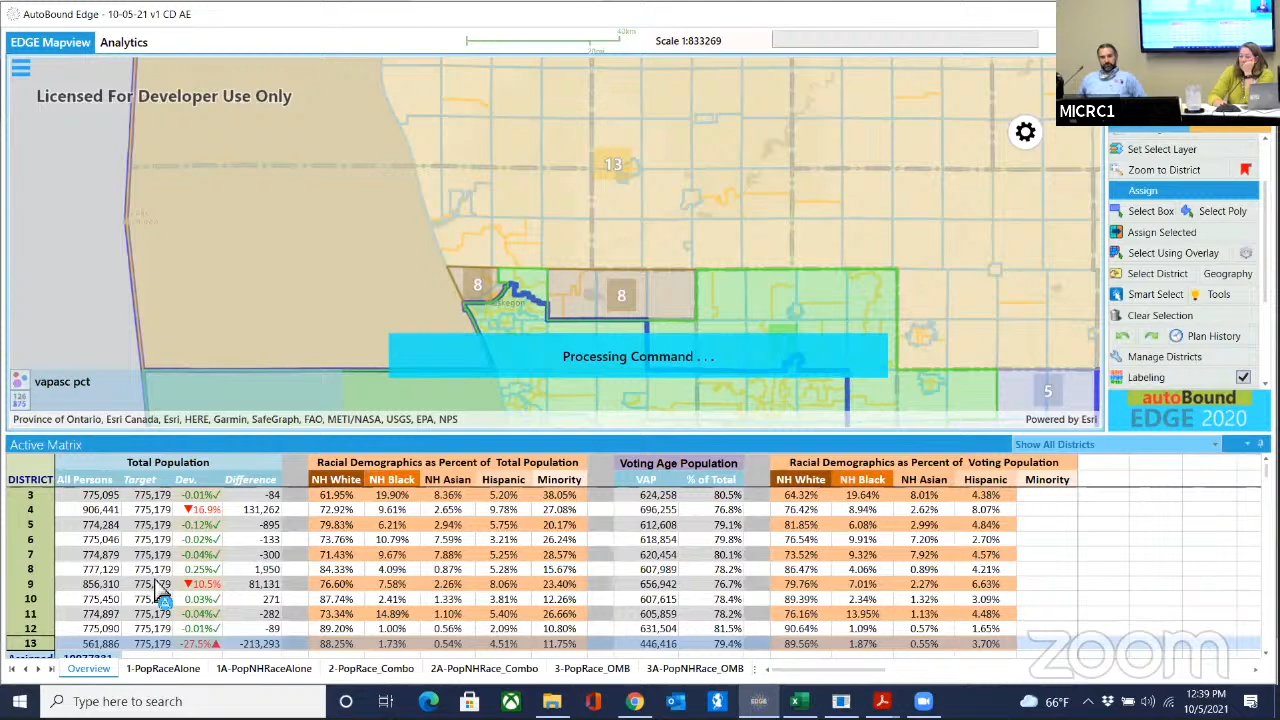 AutoBound Edge - 10-05-21 v1 CD AE
EDGE Mapview
Analytics
40km
20mi
Scale 1:833269
Licensed For Developer Use Only
MICRC1
13
8
8
5
Processing Command . . .
vapasc pct
126
875
Province of Ontario, Esri Canada, Esri, HERE, Garmin, SafeGraph, FAO, METI/NASA, USGS, EPA, NPS
Powered by Esri
Set Select Layer
Zoom to District
Assign
Select Box
Select Poly
Assign Selected
Select Using Overlay
Select District
Geography
Smart Select
Tools
Clear Selection
Plan History
Manage Districts
Labeling
autoBound
EDGE 2020
Active Matrix
Show All Districts
Total Population
Racial Demographics as Percent of Total Population
Voting Age Population
Racial Demographics as Percent of Voting Population
DISTRICT All Persons Target Dev. Difference NH White NH Black NH Asian Hispanic Minority VAP % of Total NH White NH Black NH Asian Hispanic Minority
3 775,095 775,179 -0.01%✓ -84 61.95% 19.90% 8.36% 5.20% 38.05% 624,258 80.5% 64.32% 19.64% 8.01% 4.38%
4 906,441 775,179 ▼16.9% 131,262 72.92% 9.61% 2.65% 9.78% 27.08% 696,255 76.8% 76.42% 8.94% 2.62% 8.07%
5 774,284 775,179 -0.12%✓ -895 79.83% 6.21% 2.94% 5.75% 20.17% 612,608 79.1% 81.85% 6.08% 2.99% 4.84%
6 775,046 775,179 -0.02%✓ -133 73.76% 10.79% 7.59% 3.21% 26.24% 618,854 79.8% 76.54% 9.91% 7.20% 2.70%
7 774,879 775,179 -0.04%✓ -300 71.43% 9.67% 7.88% 5.25% 28.57% 620,454 80.1% 73.52% 9.32% 7.92% 4.57%
8 777,129 775,179 0.25%✓ 1,950 84.33% 4.09% 0.87% 5.28% 15.67% 607,989 78.2% 86.47% 4.06% 0.89% 4.21%
9 856,310 ▼10.5% 81,131 76.60% 7.58% 2.26% 8.06% 23.40% 656,942 76.7% 79.76% 7.01% 2.27% 6.63%
10 775,450 0.03%✓ 271 87.74% 2.41% 1.33% 3.81% 12.26% 607,642 78.4% 89.39% 2.34% 1.32% 3.09%
11 774,897 775,179 -0.04%✓ -282 73.34% 14.89% 1.10% 5.40% 26.66% 605,859 78.2% 76.16% 13.95% 1.13% 4.48%
12 775,090 775,179 -0.01%✓ -89 89.20% 1.00% 0.56% 2.09% 10.80% 631,504 81.5% 90.64% 1.09% 0.57% 1.65%
13 561,886 775,179 -27.5%▲ -213,293 88.25% 1.73% 0.54% 4.51% 11.75% 446,416 79.4% 89.56% 1.87% 0.55% 3.70%
Overview 1-PopRaceAlone 1A-PopNHRaceAlone 2-PopRace_Combo 2A-PopNHRace_Combo 3-PopRace_OMB 3A-PopNHRace_OMB
zoom
Type here to search
EDGE
66°F
12:39 PM
10/5/2021